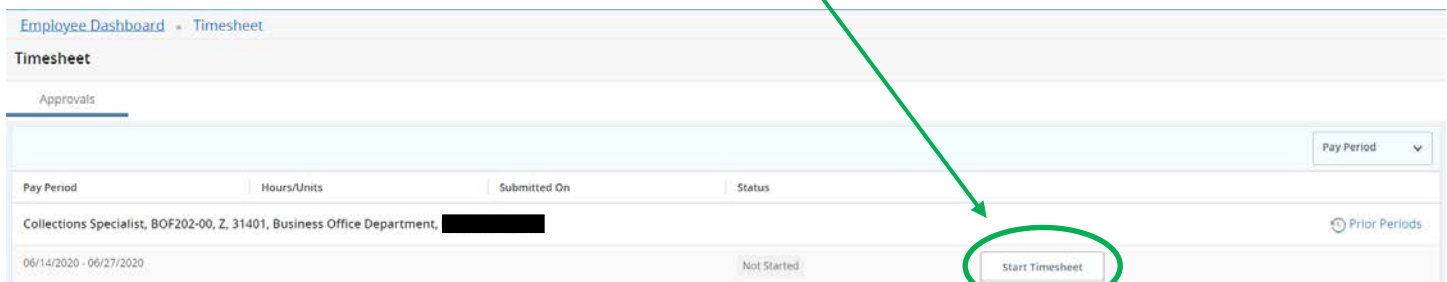 Employee Dashboard • Timesheet
Timesheet
Approvals
Pay Period
Pay Period Hours/Units Submitted On Status
Collections Specialist, BOF202-00, Z, 31401, Business Office Department, Prior Periods
06/14/2020 - 06/27/2020 Not Started Start Timesheet